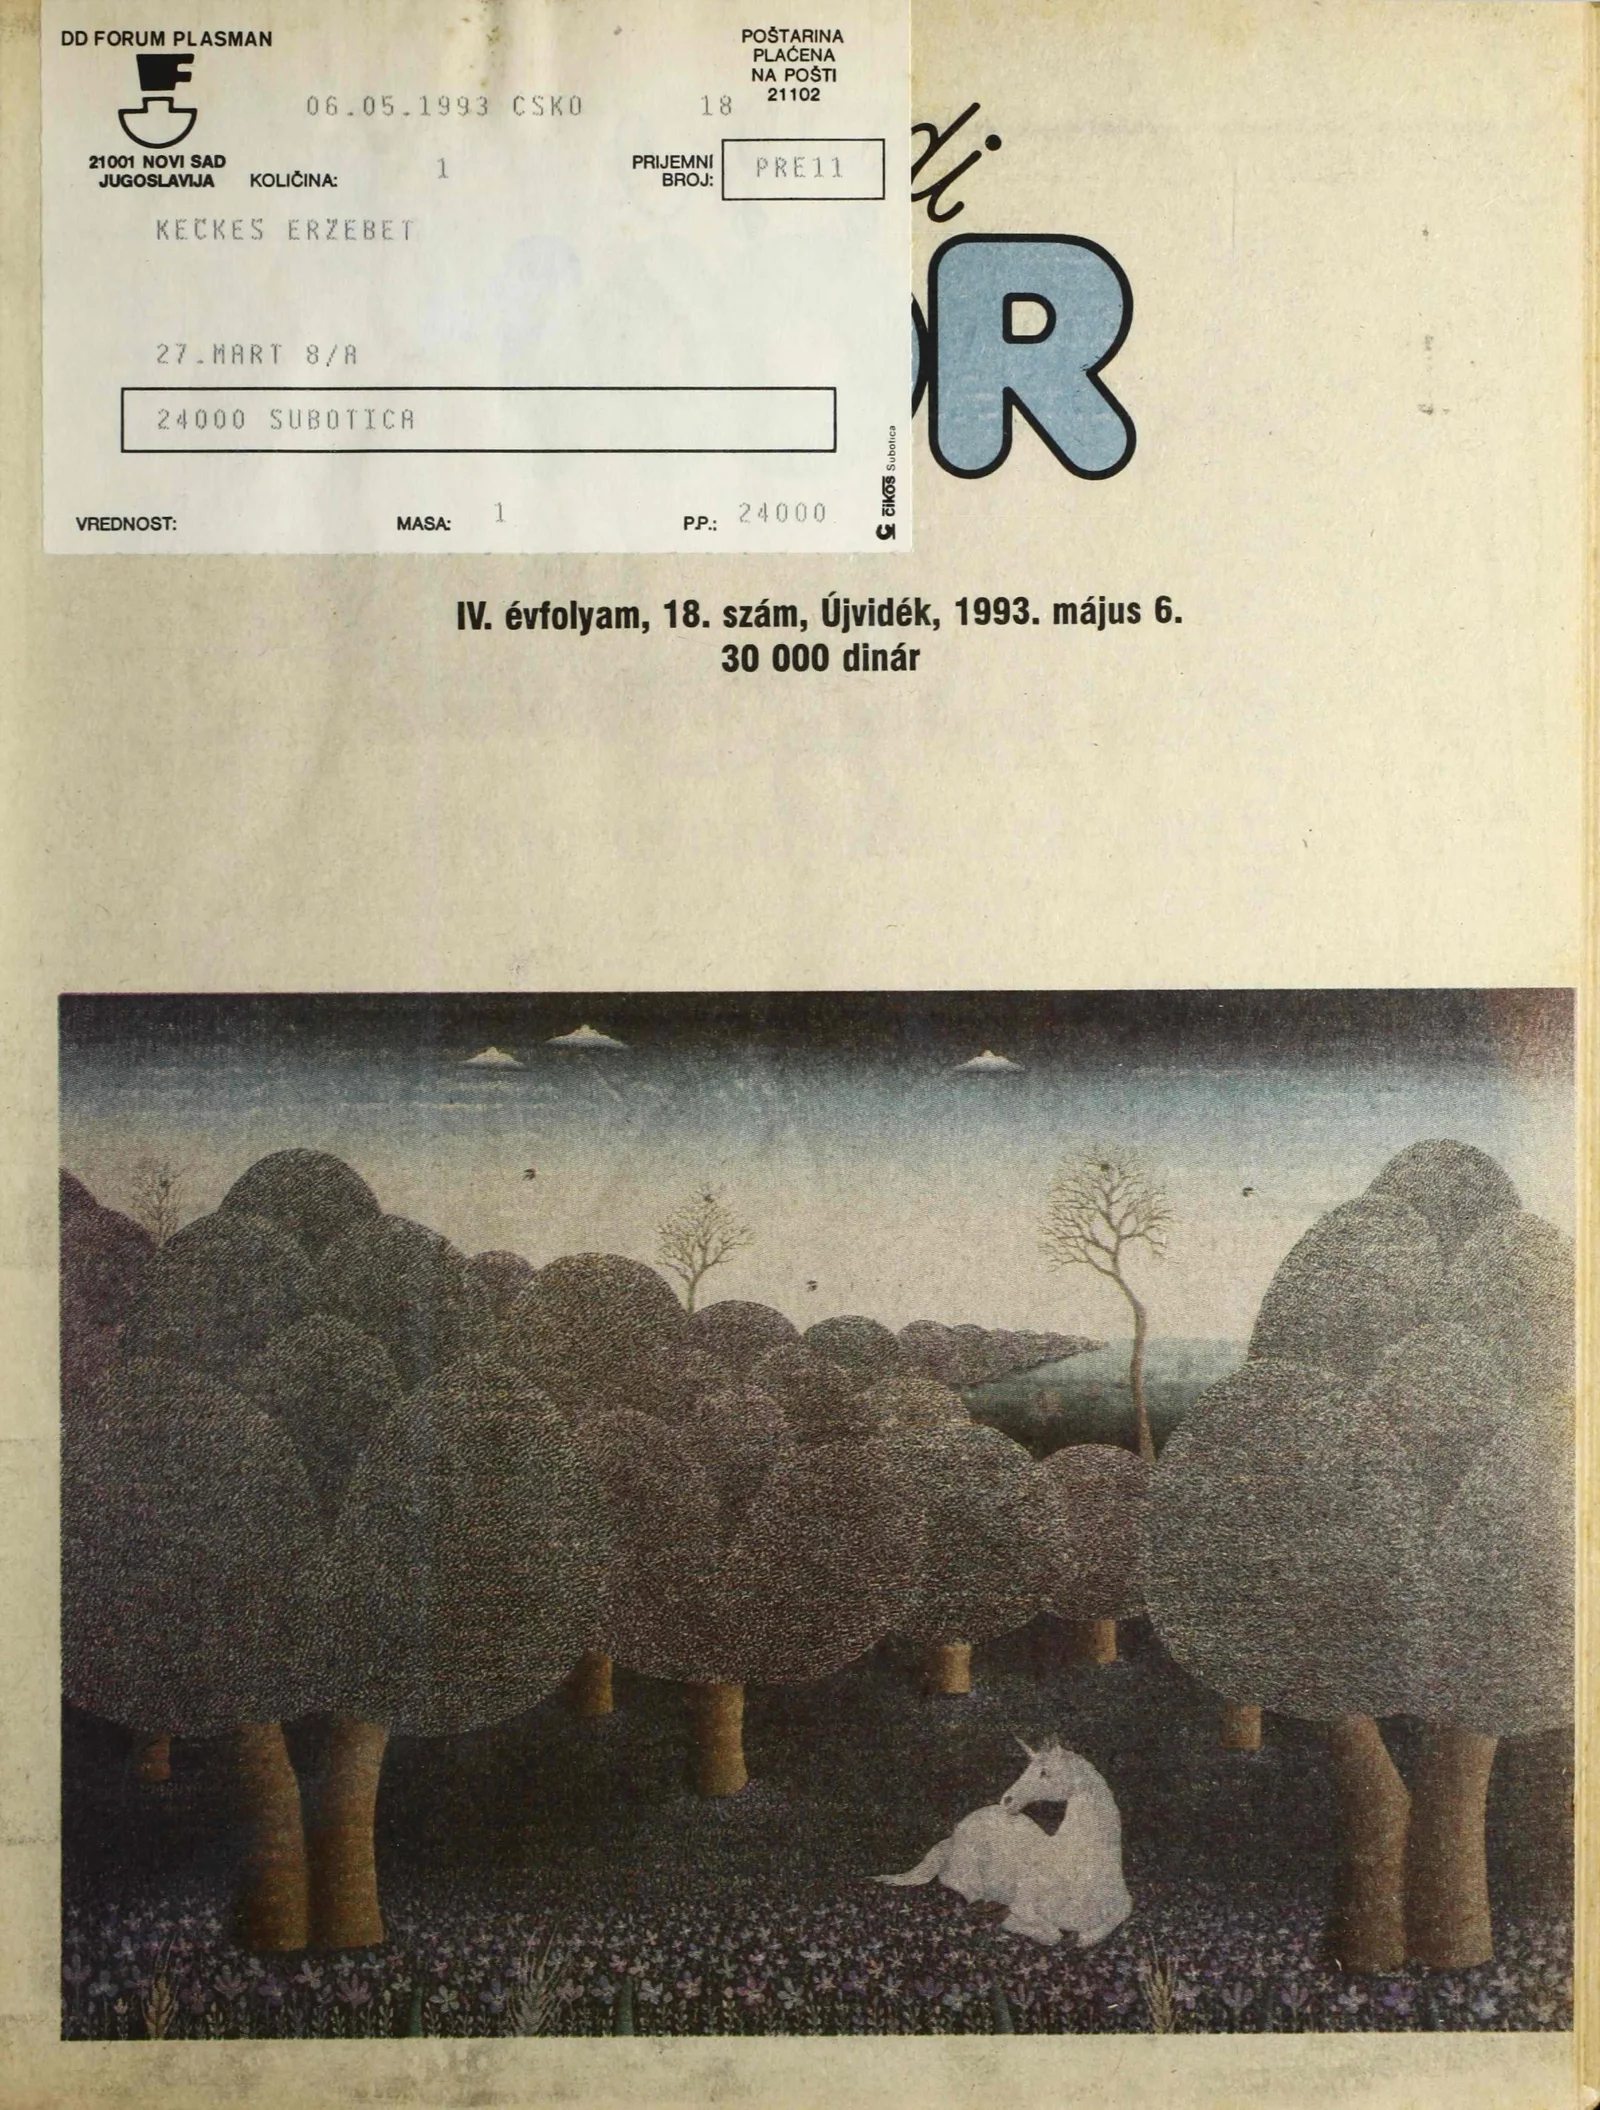 DD FORUM PLASMAN
POŠTARINA
PLAĆENA
NA POŠTI
21102
06.05.1993 CSKO 18
21001 NOVI SAD
JUGOSLAVIJA
KOLIČINA: 1
PRIJEMNI
BROJ:
PRE11
KEČKEŠ ERŽEBET
27.MART 8/A
24000 SUBOTICA
VREDNOST:
MASA: 1
P.P.: 24000
čikoš Subotica
di
R
IV. évfolyam, 18. szám, Újvidék, 1993. május 6.
30 000 dinár